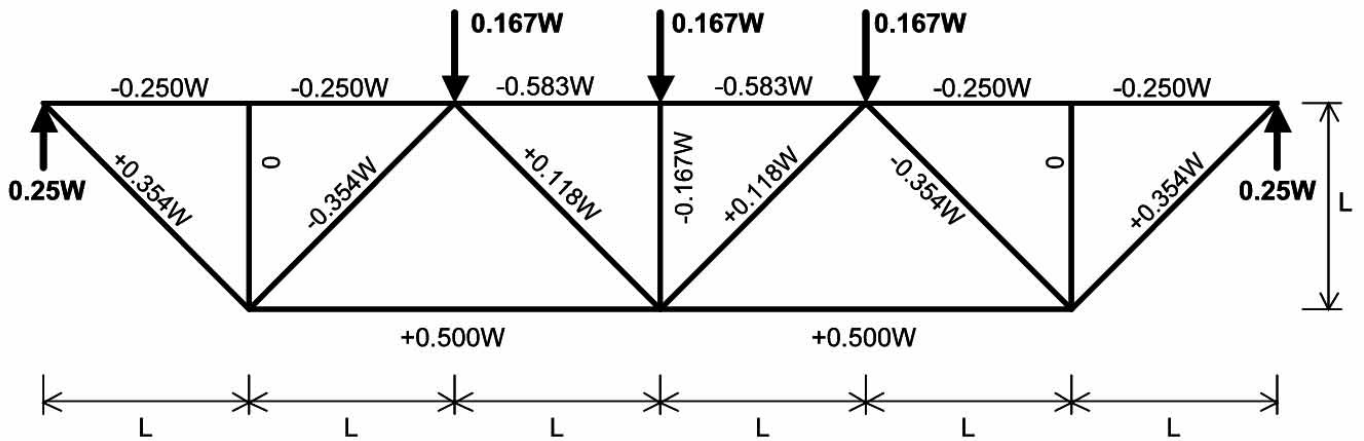 0.167W 0.167W 0.167W
-0.250W -0.250W -0.583W -0.583W -0.250W -0.250W
+0.354W 0 -0.354W +0.118W -0.167W +0.118W -0.354W 0 +0.354W
0.25W 0.25W L
+0.500W +0.500W
L L L L L L